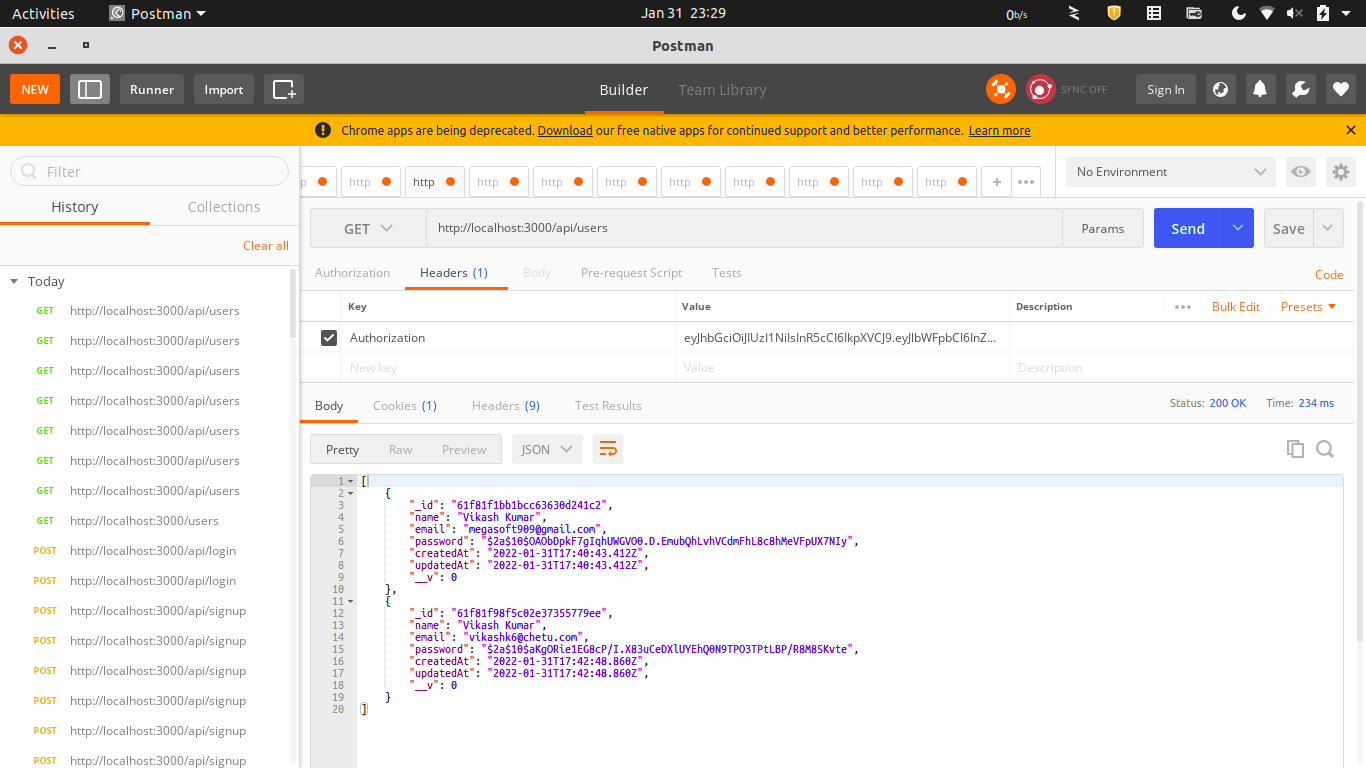 Activities Postman Jan 31 23:29 0b/s
Postman
NEW Runner Import Builder Team Library SYNC OFF Sign In
Chrome apps are being deprecated. Download our free native apps for continued support and better performance. Learn more
Filter
History Collections
Clear all
Today
GET http://localhost:3000/api/users
GET http://localhost:3000/api/users
GET http://localhost:3000/api/users
GET http://localhost:3000/api/users
GET http://localhost:3000/api/users
GET http://localhost:3000/api/users
GET http://localhost:3000/api/users
GET http://localhost:3000/users
POST http://localhost:3000/api/login
POST http://localhost:3000/api/login
POST http://localhost:3000/api/signup
POST http://localhost:3000/api/signup
POST http://localhost:3000/api/signup
POST http://localhost:3000/api/signup
POST http://localhost:3000/api/signup
POST http://localhost:3000/api/signup
p http http http http http http http http http http + ••• No Environment
GET http://localhost:3000/api/users Params Send Save
Authorization Headers (1) Body Pre-request Script Tests Code
Key Value Description ••• Bulk Edit Presets
Authorization eyJhbGciOiJIUzI1NiIsInR5cCI6IkpXVCJ9.eyJlbWFpbCI6InZ...
New key Value Description
Body Cookies (1) Headers (9) Test Results Status: 200 OK Time: 234 ms
Pretty Raw Preview JSON
1 [
2 {
3 "_id": "61f81f1bb1bcc63630d241c2",
4 "name": "Vikash Kumar",
5 "email": "megasoft909@gmail.com",
6 "password": "$2a$10$OAObDpkF7gIqhUWGVO0.D.EmubQhLvhVCdmFhL8c8hMeVFpUX7NIy",
7 "createdAt": "2022-01-31T17:40:43.412Z",
8 "updatedAt": "2022-01-31T17:40:43.412Z",
9 "__v": 0
10 },
11 {
12 "_id": "61f81f98f5c02e37355779ee",
13 "name": "Vikash Kumar",
14 "email": "vikashk6@chetu.com",
15 "password": "$2a$10$aKgORie1EG8cP/I.X83uCeDXlUYEhQ0N9TPO3TPtLBP/R8M8SKvte",
16 "createdAt": "2022-01-31T17:42:48.860Z",
17 "updatedAt": "2022-01-31T17:42:48.860Z",
18 "__v": 0
19 }
20 ]